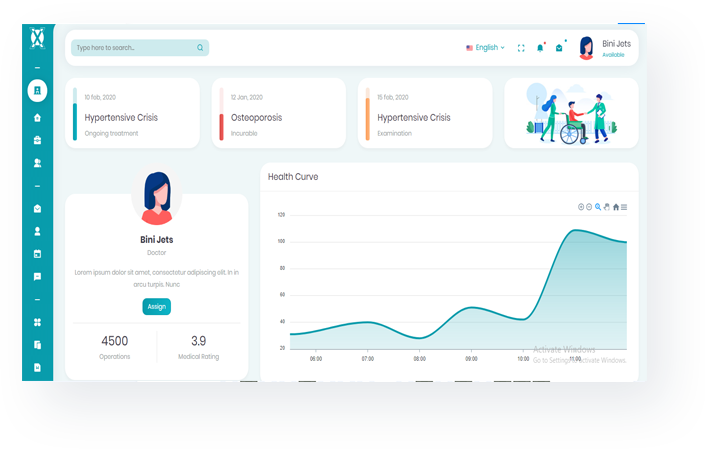 Type here to search...
English
Bini Jets
Available
10 feb, 2020
Hypertensive Crisis
Ongoing treatment
12 Jan, 2020
Osteoporosis
Incurable
15 feb, 2020
Hypertensive Crisis
Examination
Bini Jets
Doctor
Lorem ipsum dolor sit amet, consectetur adipiscing elit. In in
arcu turpis. Nunc
Assign
4500
Operations
3.9
Medical Rating
Health Curve
120
100
80
60
40
20
06:00
07:00
08:00
09:00
10:00
11:00
Activate Windows
Go to Settings to activate Windows.